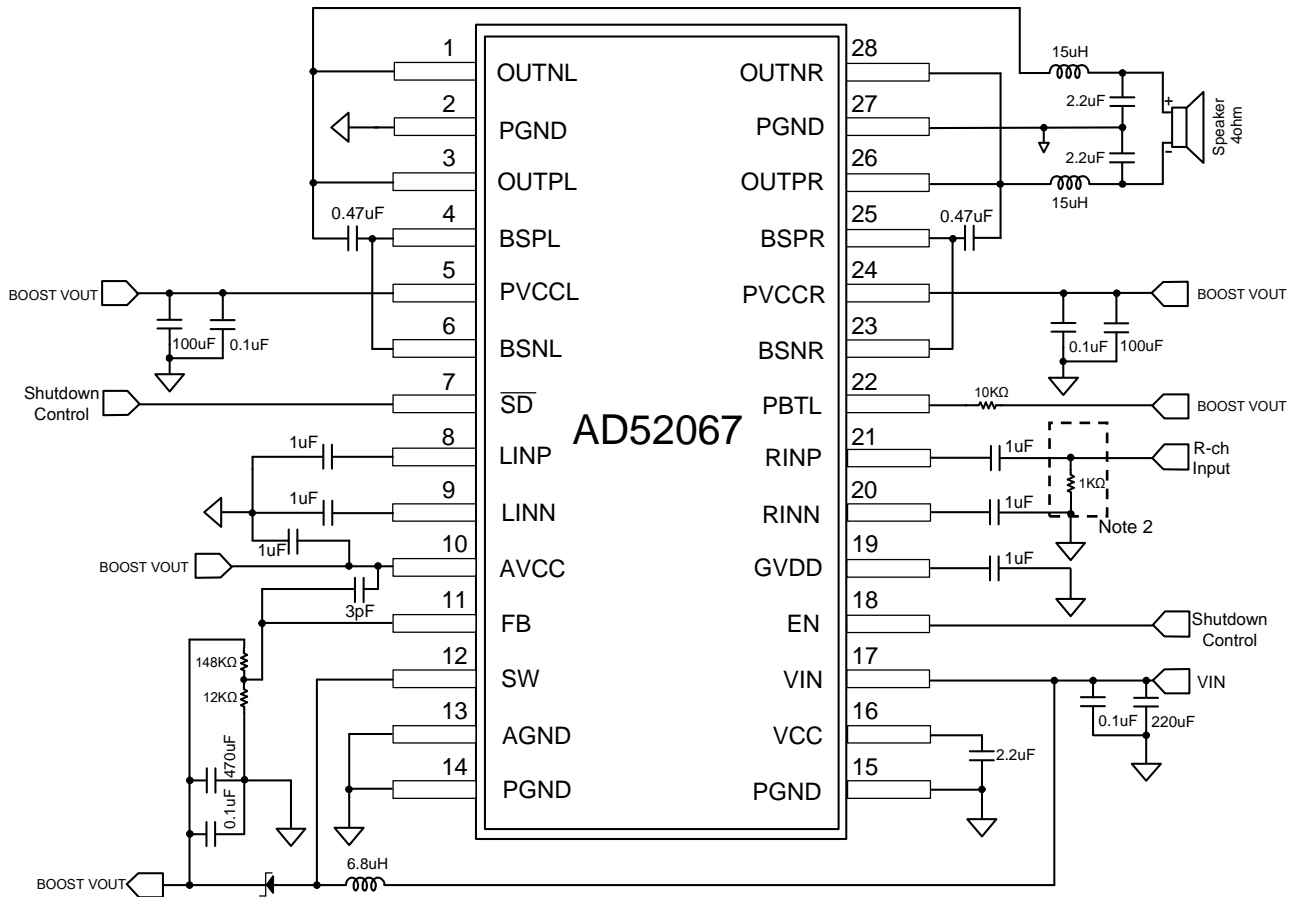 1
OUTNL
2
PGND
3
OUTPL
0.47uF
4
BSPL
BOOST VOUT
5
PVCCL
100uF
0.1uF
6
BSNL
Shutdown
Control
7
SD
1uF
8
LINP
1uF
9
LINN
1uF
BOOST VOUT
10
AVCC
3pF
11
FB
148KΩ
12KΩ
12
SW
13
AGND
470uF
0.1uF
14
PGND
BOOST VOUT
6.8uH
AD52067
28
OUTNR
15uH
2.2uF
27
PGND
+
-
Speaker
4ohm
2.2uF
26
OUTPR
15uH
25
BSPR
0.47uF
24
PVCCR
BOOST VOUT
0.1uF
100uF
23
BSNR
22
PBTL
10KΩ
BOOST VOUT
21
RINP
1uF
R-ch
Input
1KΩ
20
RINN
1uF
Note 2
19
GVDD
1uF
18
EN
Shutdown
Control
17
VIN
VIN
0.1uF
220uF
16
VCC
2.2uF
15
PGND